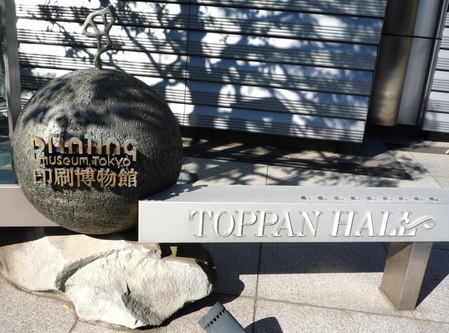 printing
museum, Tokyo
印刷博物館
TOPPAN HALL